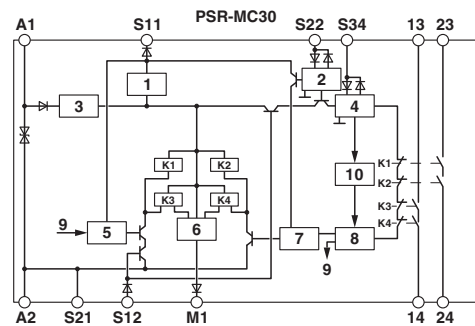 PSR-MC30
A1 S11 S22 S34 13 23
2
1
3 4
K1 K2 K1
10 K2
K3 K4 K3
9 5 6 7 8 K4
9
A2 S21 S12 M1 14 24